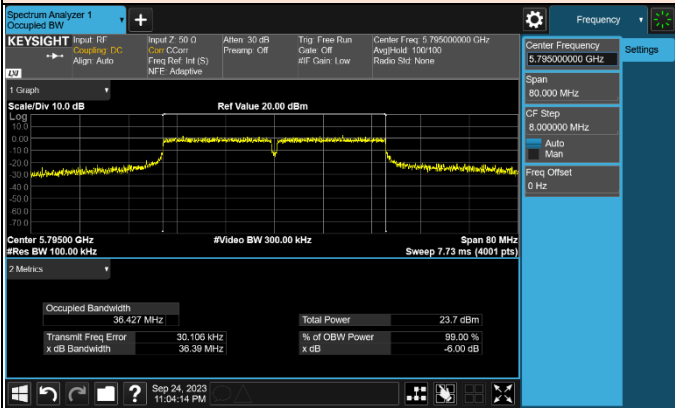 Spectrum Analyzer 1
Occupied BW
Frequency
KEYSIGHT
Input: RF
Coupling: DC
Align: Auto
Input Z: 50 Ω
Corr CCorr
Freq Ref: Int (S)
NFE: Adaptive
Atten: 30 dB
Preamp: Off
Trig: Free Run
Gate: Off
#IF Gain: Low
Center Freq: 5.795000000 GHz
Avg|Hold: 100/100
Radio Std: None
LXI
1 Graph
Scale/Div 10.0 dB
Ref Value 20.00 dBm
Log
10.0
0.00
-10.0
-20.0
-30.0
-40.0
-50.0
-60.0
-70.0
Center 5.79500 GHz
#Video BW 300.00 kHz
Span 80 MHz
#Res BW 100.00 kHz
Sweep 7.73 ms (4001 pts)
2 Metrics
Occupied Bandwidth
36.427 MHz
Total Power 23.7 dBm
Transmit Freq Error 30.106 kHz
% of OBW Power 99.00 %
x dB Bandwidth 36.39 MHz
x dB -6.00 dB
Center Frequency
5.795000000 GHz
Settings
Span
80.000 MHz
CF Step
8.000000 MHz
Auto
Man
Freq Offset
0 Hz
?
Sep 24, 2023
11:04:14 PM